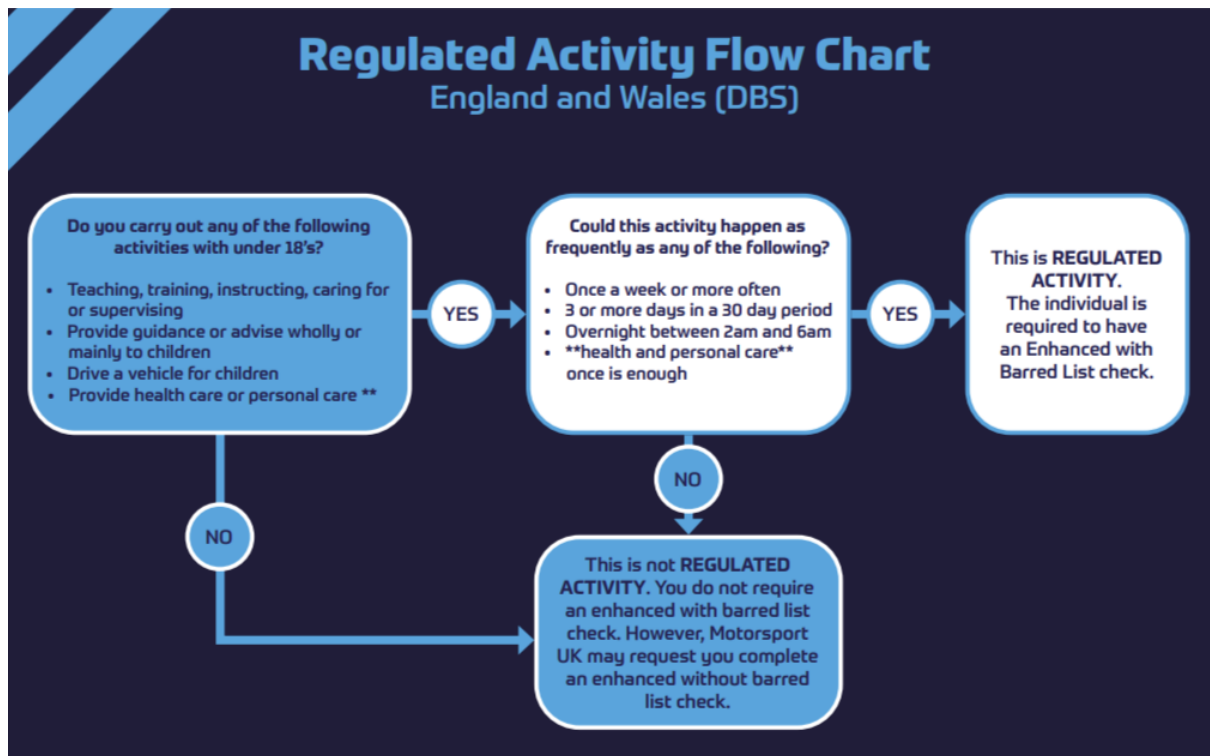 Regulated Activity Flow Chart
England and Wales (DBS)
Do you carry out any of the following
activities with under 18's?
• Teaching, training, instructing, caring for
or supervising
• Provide guidance or advise wholly or
mainly to children
• Drive a vehicle for children
• Provide health care or personal care **
YES
Could this activity happen as
frequently as any of the following?
• Once a week or more often
• 3 or more days in a 30 day period
• Overnight between 2am and 6am
• **health and personal care**
once is enough
YES
This is REGULATED
ACTIVITY.
The individual is
required to have
an Enhanced with
Barred List check.
NO
NO
This is not REGULATED
ACTIVITY. You do not require
an enhanced with barred list
check. However, Motorsport
UK may request you complete
an enhanced without barred
list check.